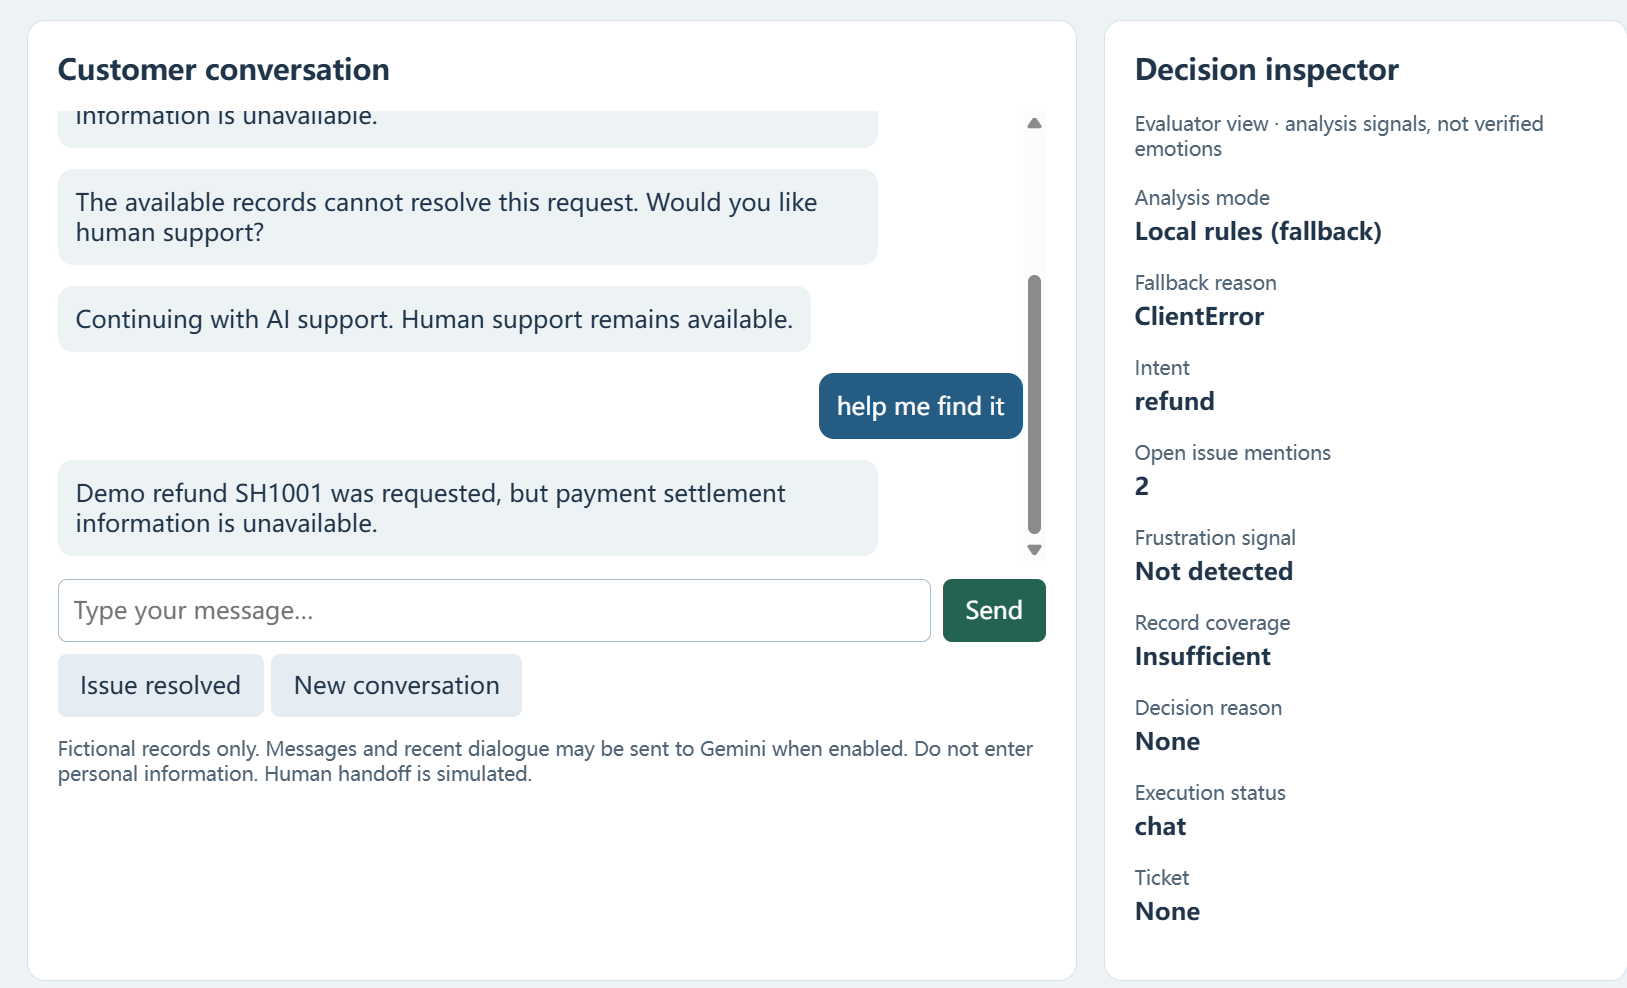 Customer conversation
information is unavailable.
The available records cannot resolve this request. Would you like
human support?
Continuing with AI support. Human support remains available.
help me find it
Demo refund SH1001 was requested, but payment settlement
information is unavailable.
Type your message...
Send
Issue resolved
New conversation
Fictional records only. Messages and recent dialogue may be sent to Gemini when enabled. Do not enter
personal information. Human handoff is simulated.
Decision inspector
Evaluator view · analysis signals, not verified
emotions
Analysis mode
Local rules (fallback)
Fallback reason
ClientError
Intent
refund
Open issue mentions
2
Frustration signal
Not detected
Record coverage
Insufficient
Decision reason
None
Execution status
chat
Ticket
None